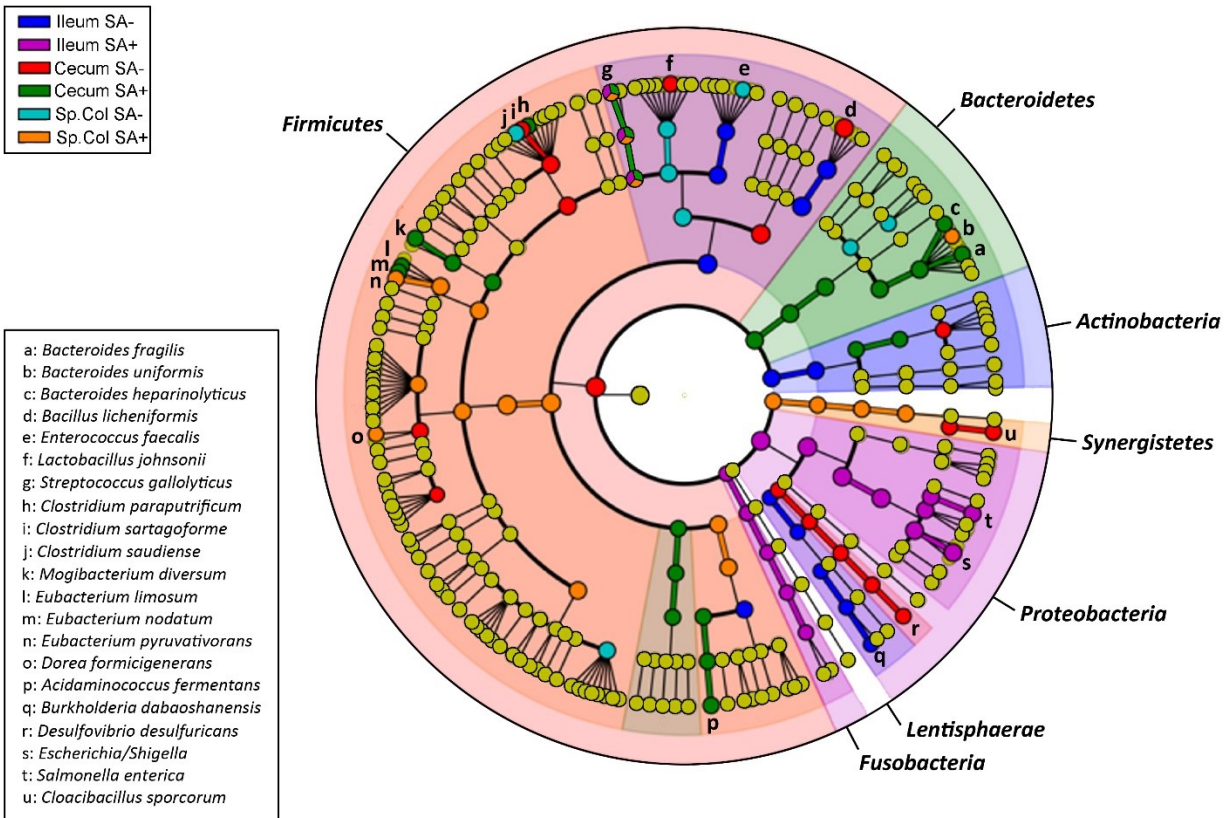 Ileum SA-
Ileum SA+
Cecum SA-
Cecum SA+
Sp.Col SA-
Sp.Col SA+
Firmicutes
Bacteroidetes
Actinobacteria
Synergistetes
Proteobacteria
Lentisphaerae
Fusobacteria
g
f
e
d
j
i
h
c
b
a
k
l
m
n
o
u
t
s
r
q
p
a: Bacteroides fragilis
b: Bacteroides uniformis
c: Bacteroides heparinolyticus
d: Bacillus licheniformis
e: Enterococcus faecalis
f: Lactobacillus johnsonii
g: Streptococcus gallolyticus
h: Clostridium paraputrificum
i: Clostridium sartagoforme
j: Clostridium saudiense
k: Mogibacterium diversum
l: Eubacterium limosum
m: Eubacterium nodatum
n: Eubacterium pyruvativorans
o: Dorea formicigenerans
p: Acidaminococcus fermentans
q: Burkholderia dabaoshanensis
r: Desulfovibrio desulfuricans
s: Escherichia/Shigella
t: Salmonella enterica
u: Cloacibacillus sporcorum